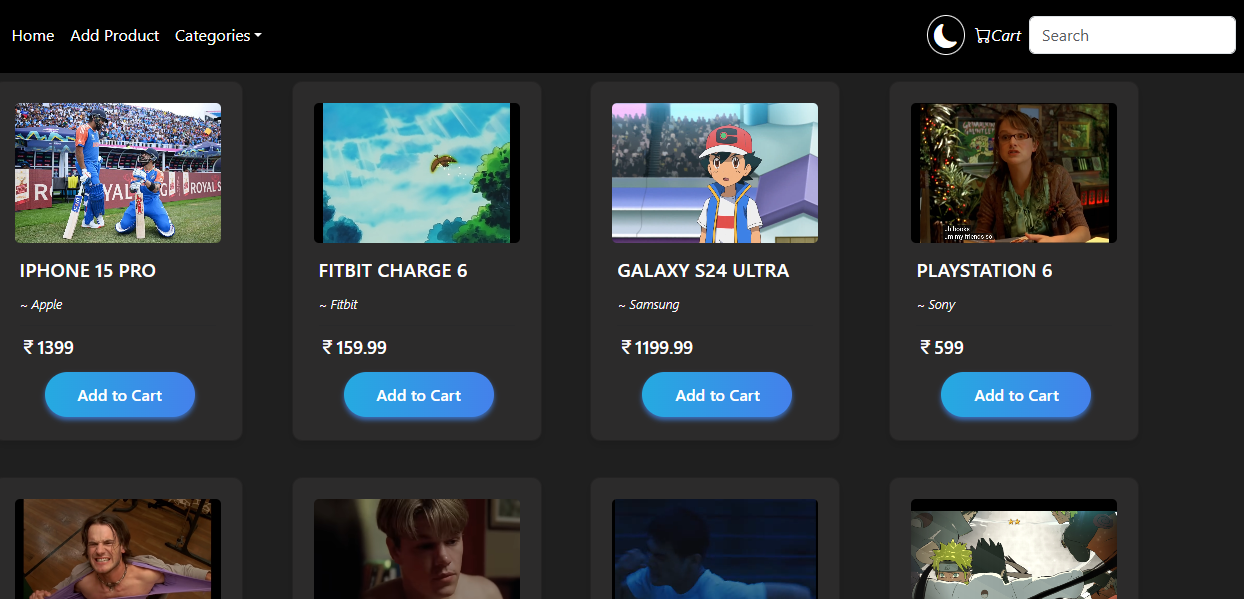 Home Add Product Categories Cart Search
IPHONE 15 PRO FITBIT CHARGE 6 GALAXY S24 ULTRA PLAYSTATION 6
~ Apple ~ Fitbit ~ Samsung ~ Sony
₹ 1399 ₹ 159.99 ₹ 1199.99 ₹ 599
Add to Cart Add to Cart Add to Cart Add to Cart